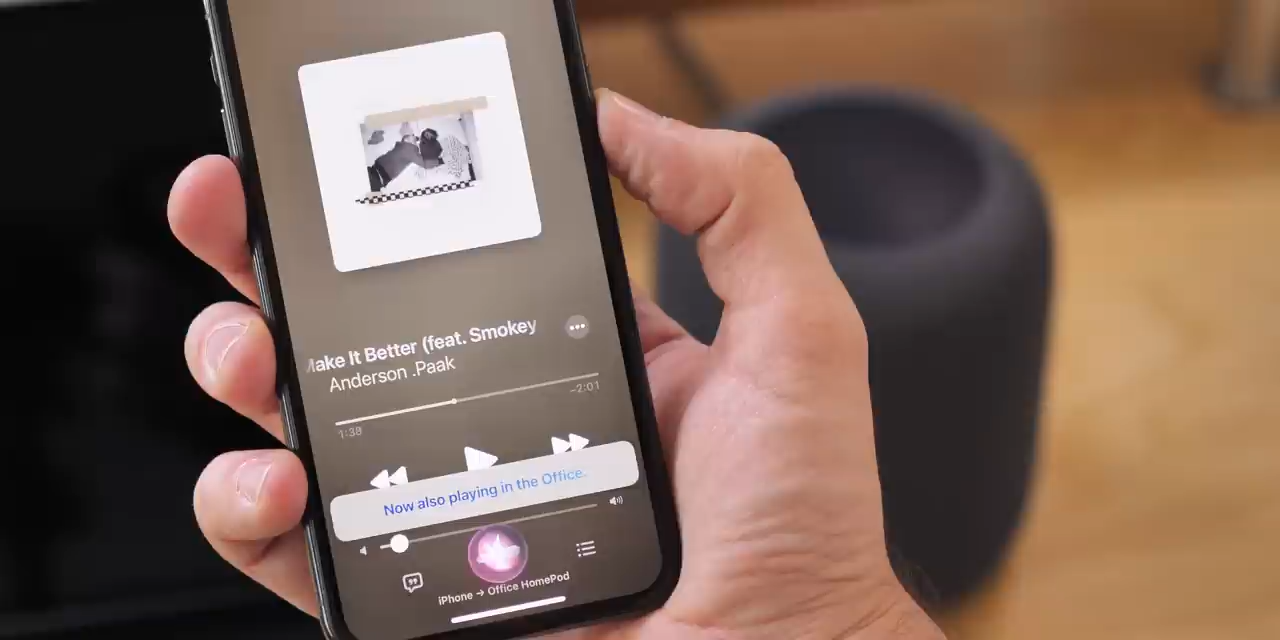 Make It Better (feat. Smokey
Anderson .Paak
1:38
-2:01
Now also playing in the Office.
iPhone → Office HomePod